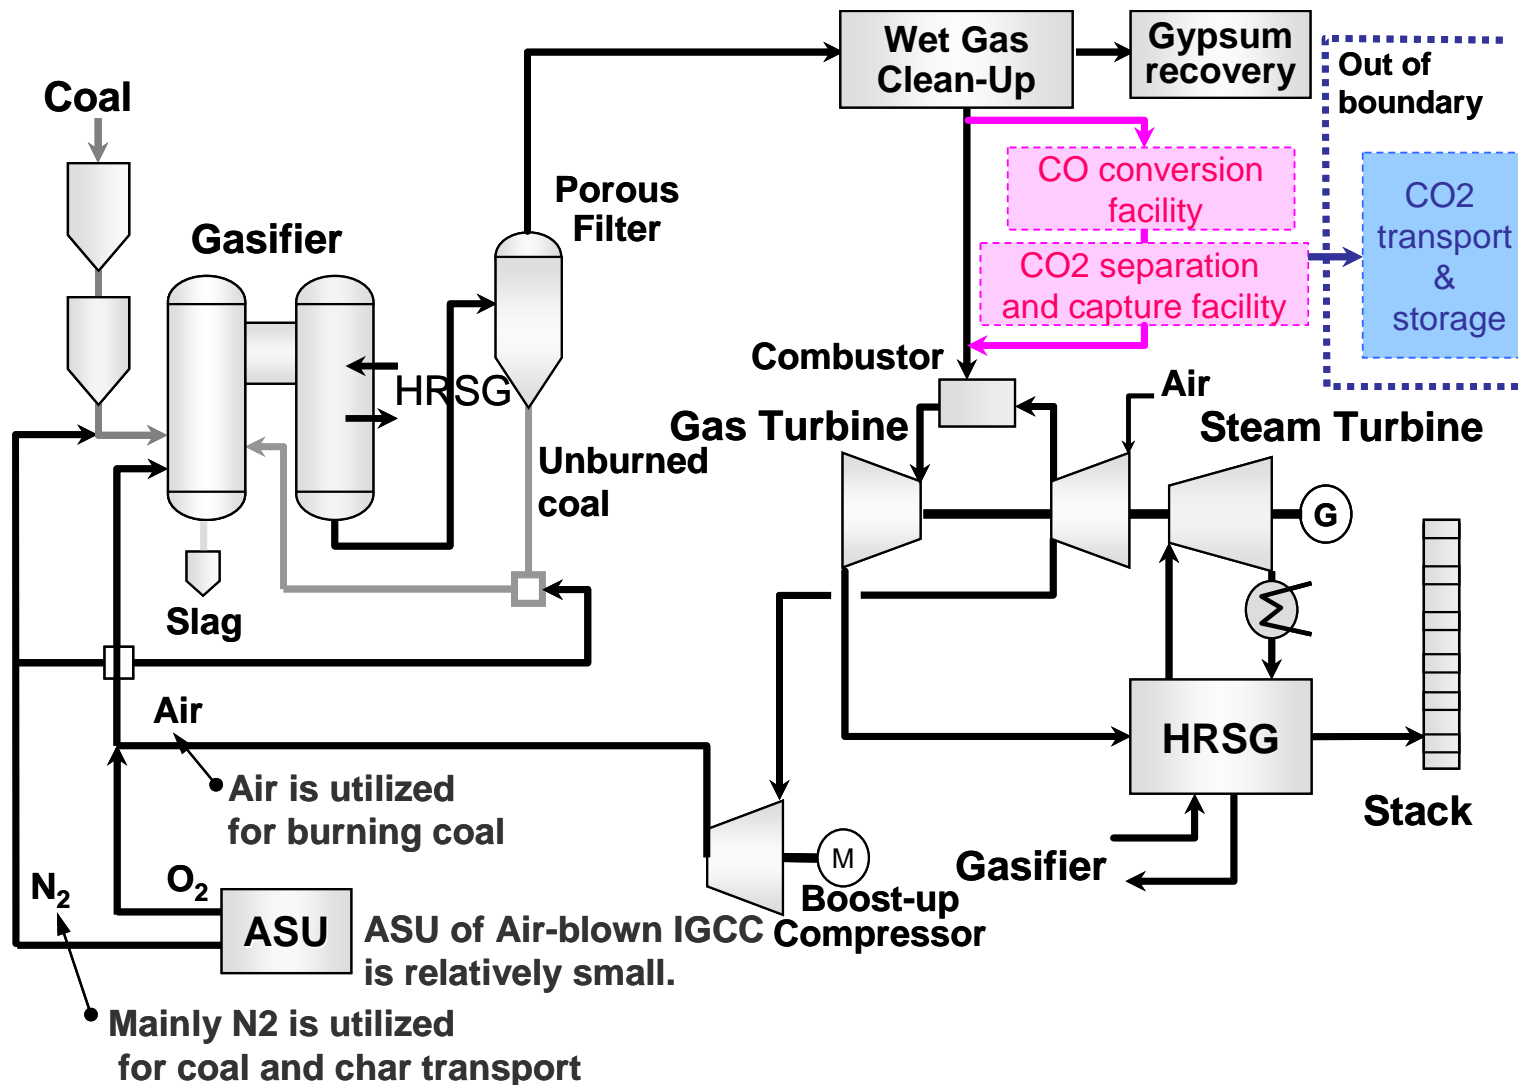 Wet Gas
Clean-Up
Gypsum
recovery
Out of
boundary
Coal
CO conversion
facility
CO2
transport
&
storage
Porous
Filter
Gasifier
CO2 separation
and capture facility
Combustor
HRSG
Air
Gas Turbine
Steam Turbine
Unburned
coal
G
Slag
Air
HRSG
Air is utilized
for burning coal
Stack
M
Gasifier
O2
N2
Boost-up
Compressor
ASU
ASU of Air-blown IGCC
is relatively small.
Mainly N2 is utilized
for coal and char transport